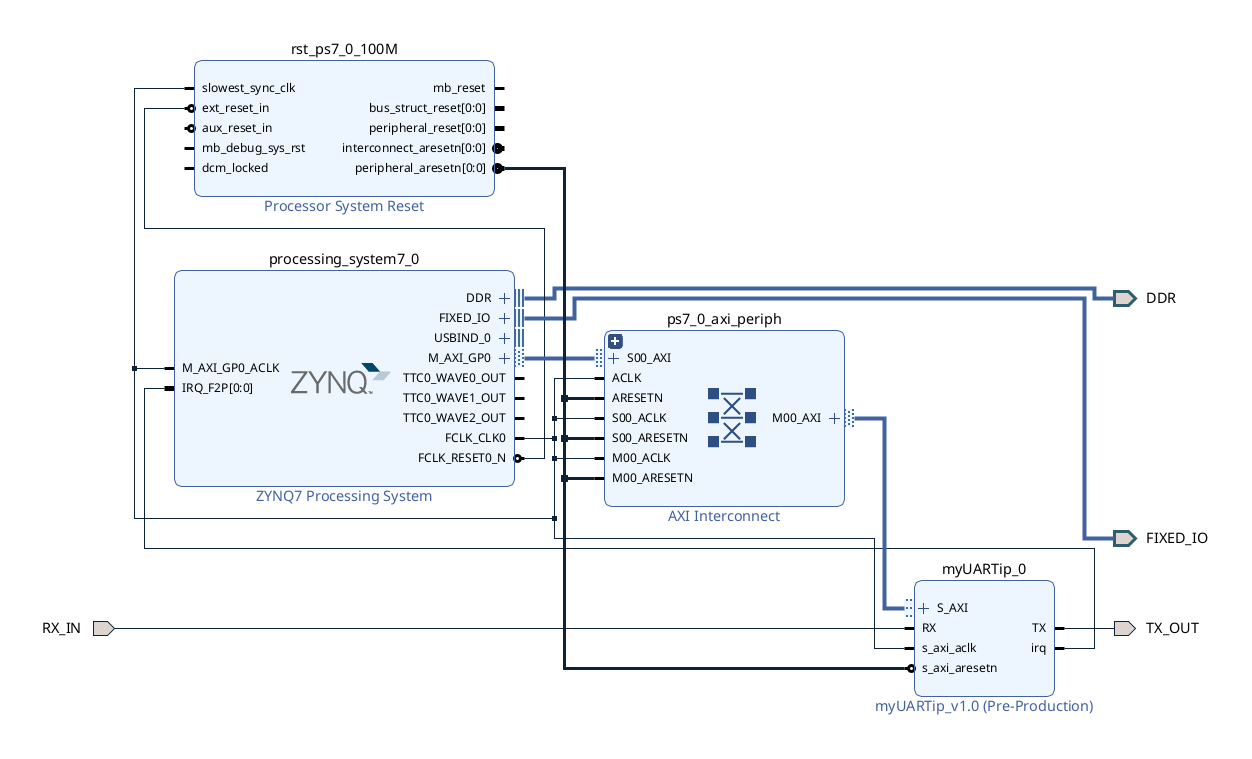 rst_ps7_0_100M
slowest_sync_clk mb_reset
ext_reset_in bus_struct_reset[0:0]
aux_reset_in peripheral_reset[0:0]
mb_debug_sys_rst interconnect_aresetn[0:0]
dcm_locked peripheral_aresetn[0:0]
Processor System Reset
processing_system7_0
DDR
FIXED_IO
USBIND_0
M_AXI_GP0
M_AXI_GP0_ACLK
TTC0_WAVE0_OUT
IRQ_F2P[0:0]
TTC0_WAVE1_OUT
TTC0_WAVE2_OUT
FCLK_CLK0
FCLK_RESET0_N
ZYNQ
ZYNQ7 Processing System
ps7_0_axi_periph
S00_AXI
ACLK
ARESETN
S00_ACLK M00_AXI
S00_ARESETN
M00_ACLK
M00_ARESETN
AXI Interconnect
DDR
FIXED_IO
myUARTip_0
S_AXI
RX TX
s_axi_aclk irq
s_axi_aresetn
myUARTip_v1.0 (Pre-Production)
RX_IN
TX_OUT